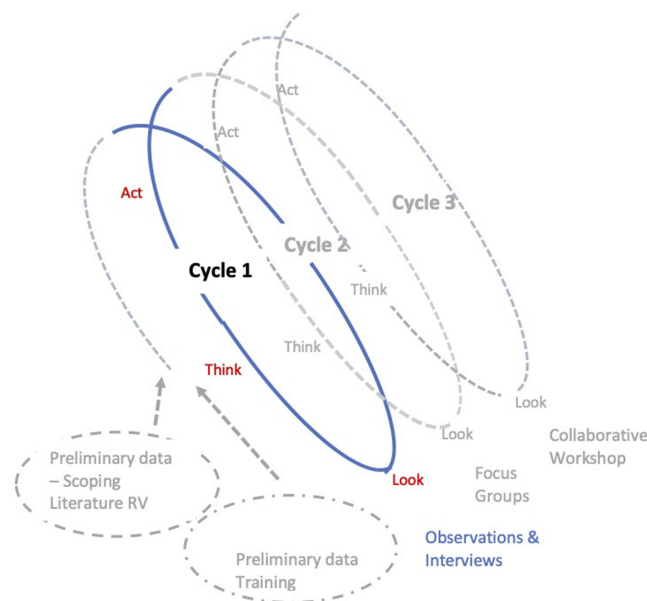 Act
Act
Act
Cycle 3
Cycle 2
Cycle 1
Think
Think
Think
Look
Look
Look
Collaborative
Workshop
Focus
Groups
Observations &
Interviews
Preliminary data
– Scoping
Literature RV
Preliminary data
Training